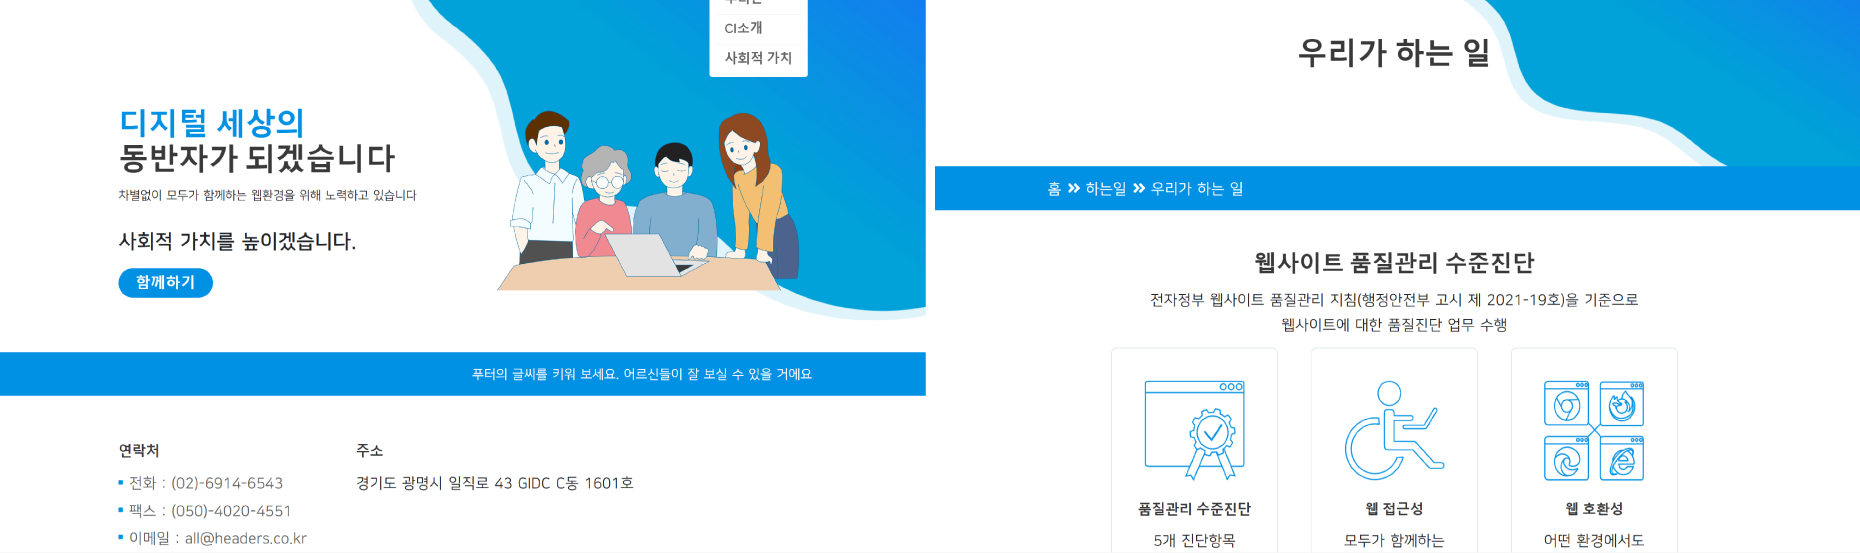 CI소개
사회적 가치
디지털 세상의
동반자가 되겠습니다
차별없이 모두가 함께하는 웹환경을 위해 노력하고 있습니다
사회적 가치를 높이겠습니다.
함께하기
푸터의 글씨를 키워 보세요. 어르신들이 잘 보실 수 있을 거에요
연락처
전화 : (02)-6914-6543
팩스 : (050)-4020-4551
이메일 : all@headers.co.kr
주소
경기도 광명시 일직로 43 GIDC C동 1601호
우리가 하는 일
홈 » 하는일 » 우리가 하는 일
웹사이트 품질관리 수준진단
전자정부 웹사이트 품질관리 지침(행정안전부 고시 제 2021-19호)을 기준으로
웹사이트에 대한 품질진단 업무 수행
품질관리 수준진단
5개 진단항목
웹 접근성
모두가 함께하는
웹 호환성
어떤 환경에서도